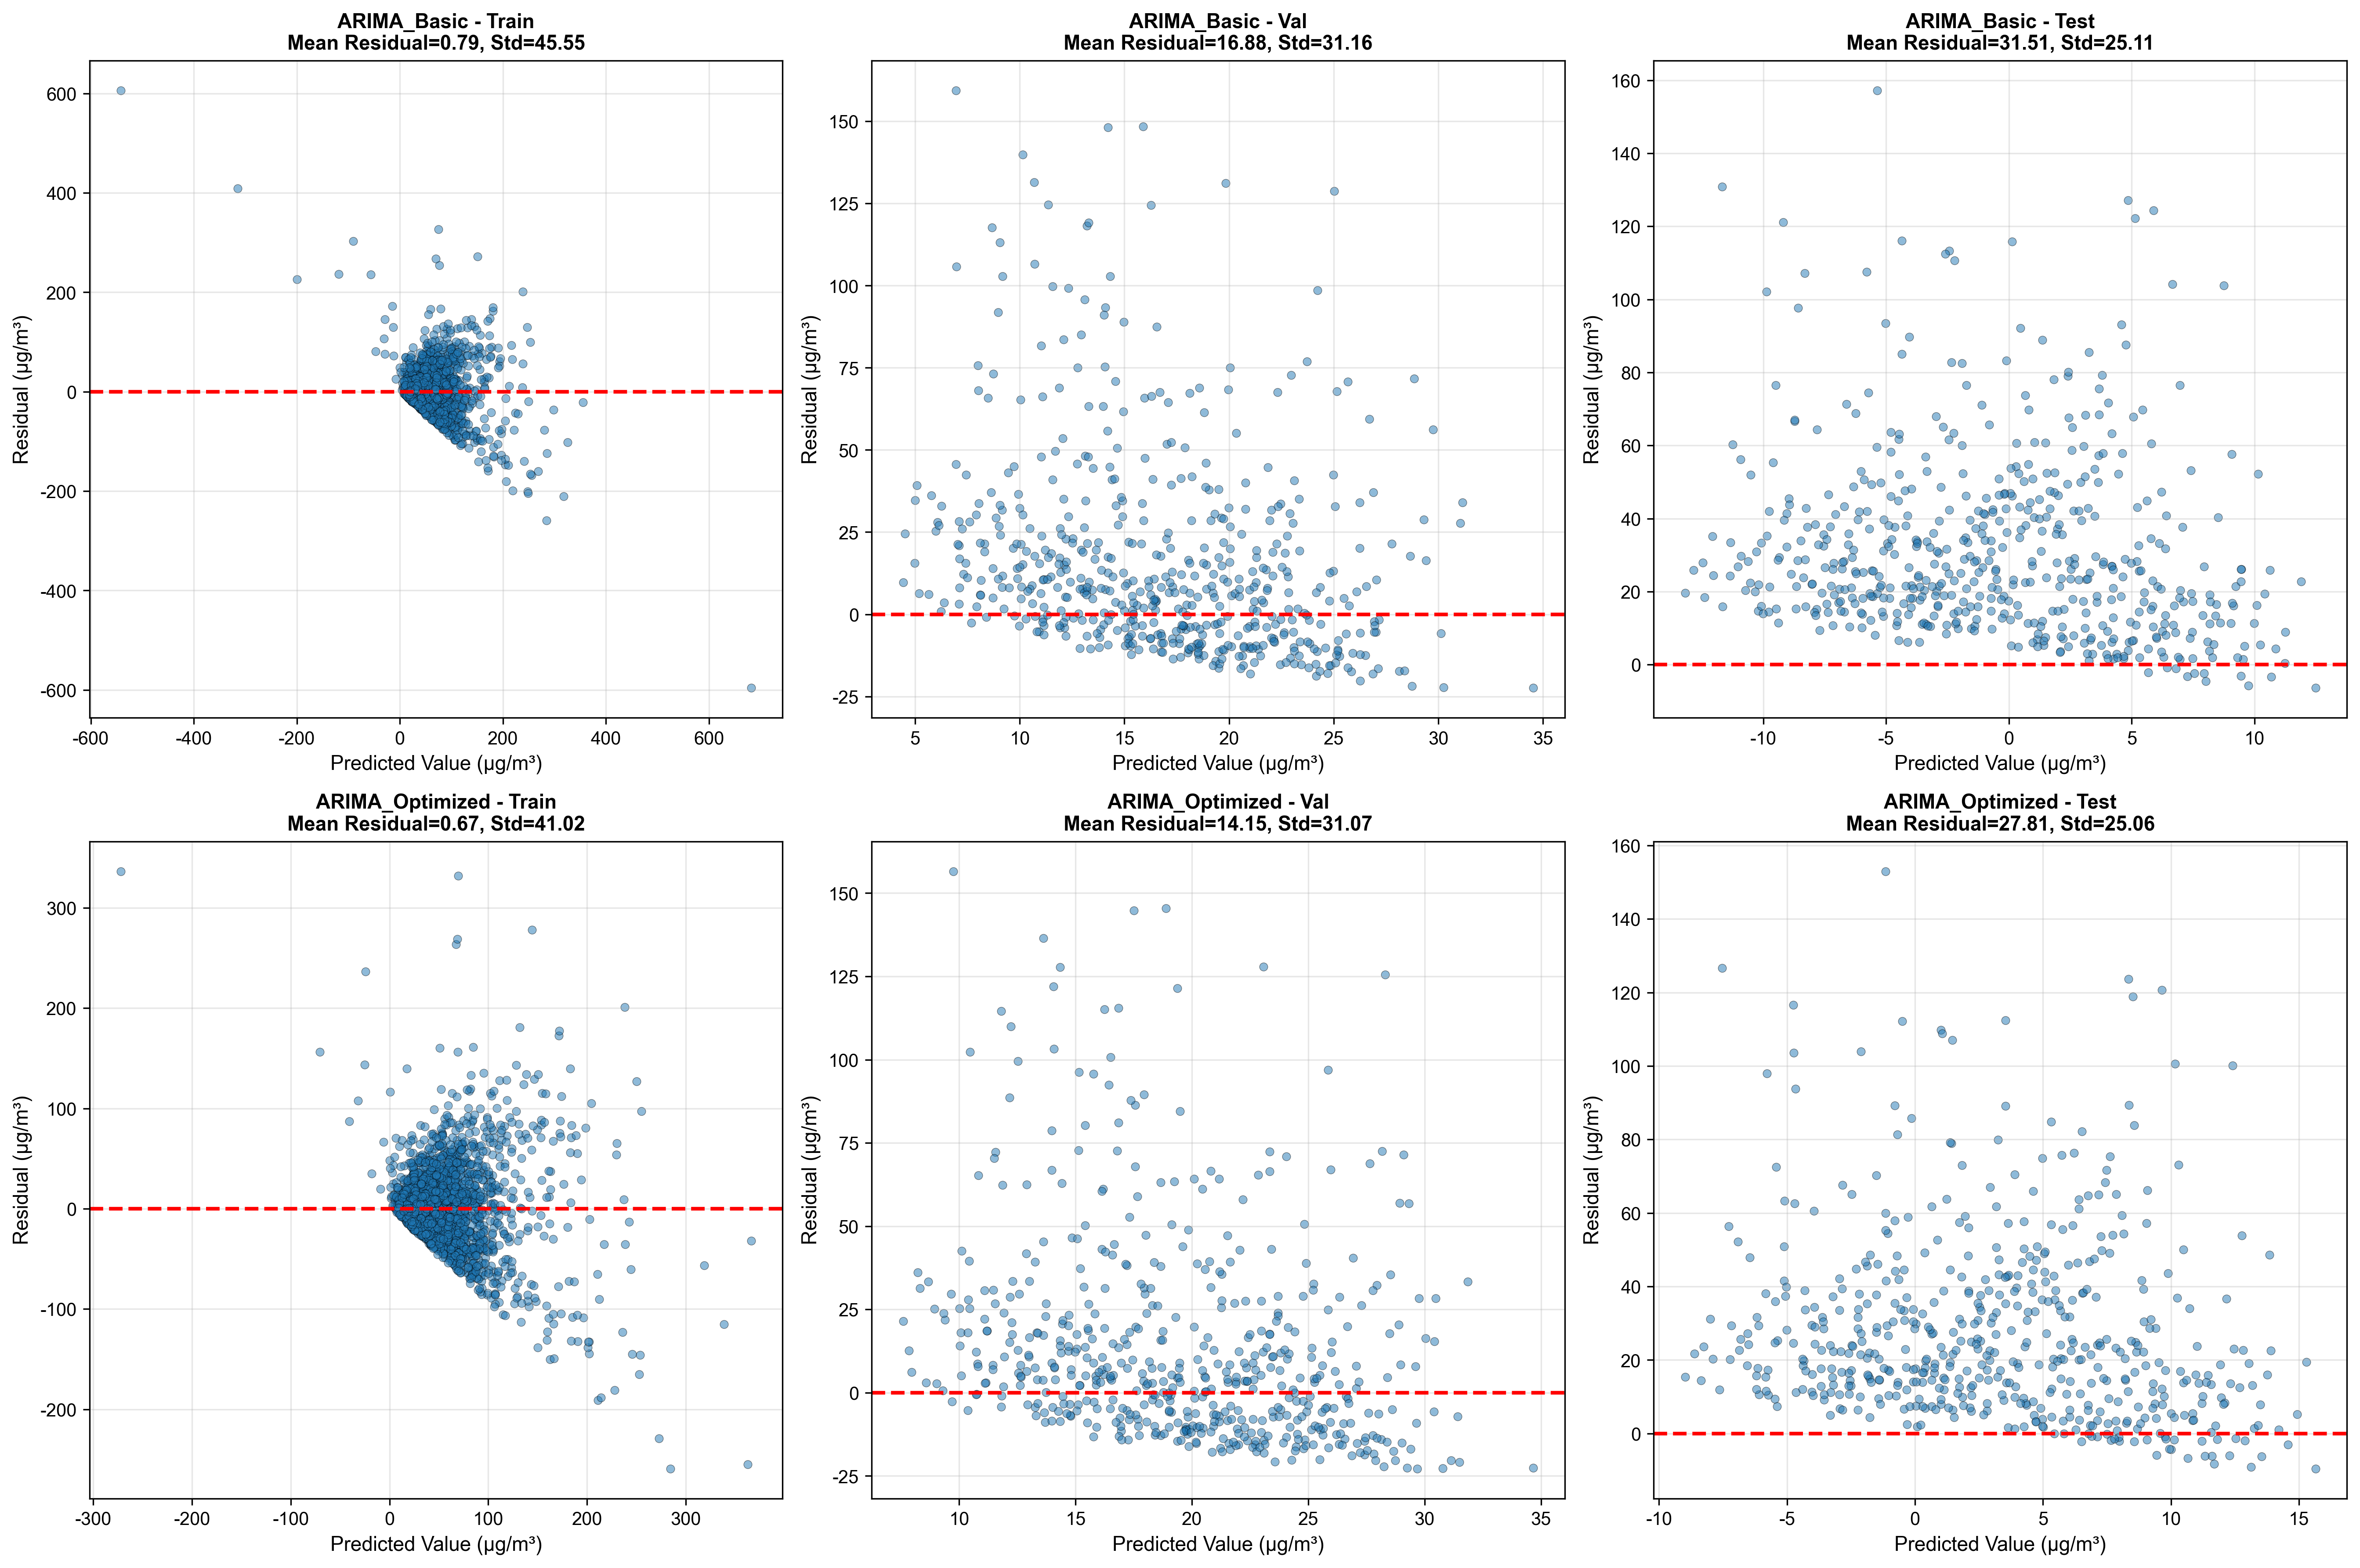 ARIMA_Basic - Train
Mean Residual=0.79, Std=45.55
600
400
200
0
-200
-400
-600
Residual (µg/m³)
-600 -400 -200 0 200 400 600
Predicted Value (µg/m³)
ARIMA_Basic - Val
Mean Residual=16.88, Std=31.16
150
125
100
75
50
25
0
-25
Residual (µg/m³)
5 10 15 20 25 30 35
Predicted Value (µg/m³)
ARIMA_Basic - Test
Mean Residual=31.51, Std=25.11
160
140
120
100
80
60
40
20
0
Residual (µg/m³)
-10 -5 0 5 10
Predicted Value (µg/m³)
ARIMA_Optimized - Train
Mean Residual=0.67, Std=41.02
300
200
100
0
-100
-200
Residual (µg/m³)
-300 -200 -100 0 100 200 300
Predicted Value (µg/m³)
ARIMA_Optimized - Val
Mean Residual=14.15, Std=31.07
150
125
100
75
50
25
0
-25
Residual (µg/m³)
10 15 20 25 30 35
Predicted Value (µg/m³)
ARIMA_Optimized - Test
Mean Residual=27.81, Std=25.06
160
140
120
100
80
60
40
20
0
Residual (µg/m³)
-10 -5 0 5 10 15
Predicted Value (µg/m³)